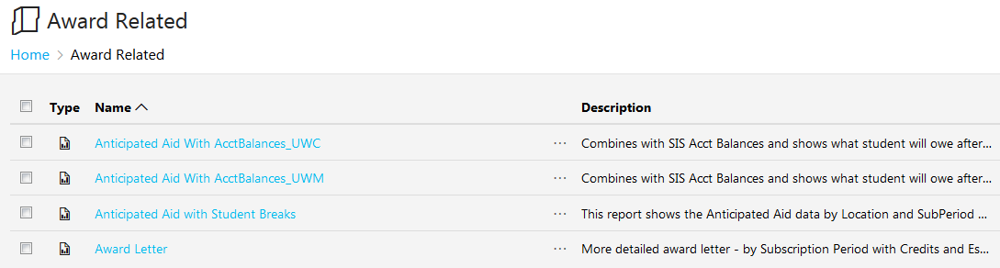 Award Related
Home > Award Related
Type Name Description
Anticipated Aid With AcctBalances_UWC ... Combines with SIS Acct Balances and shows what student will owe after...
Anticipated Aid With AcctBalances_UWM ... Combines with SIS Acct Balances and shows what student will owe after...
Anticipated Aid with Student Breaks ... This report shows the Anticipated Aid data by Location and SubPeriod ...
Award Letter ... More detailed award letter - by Subscription Period with Credits and Es...